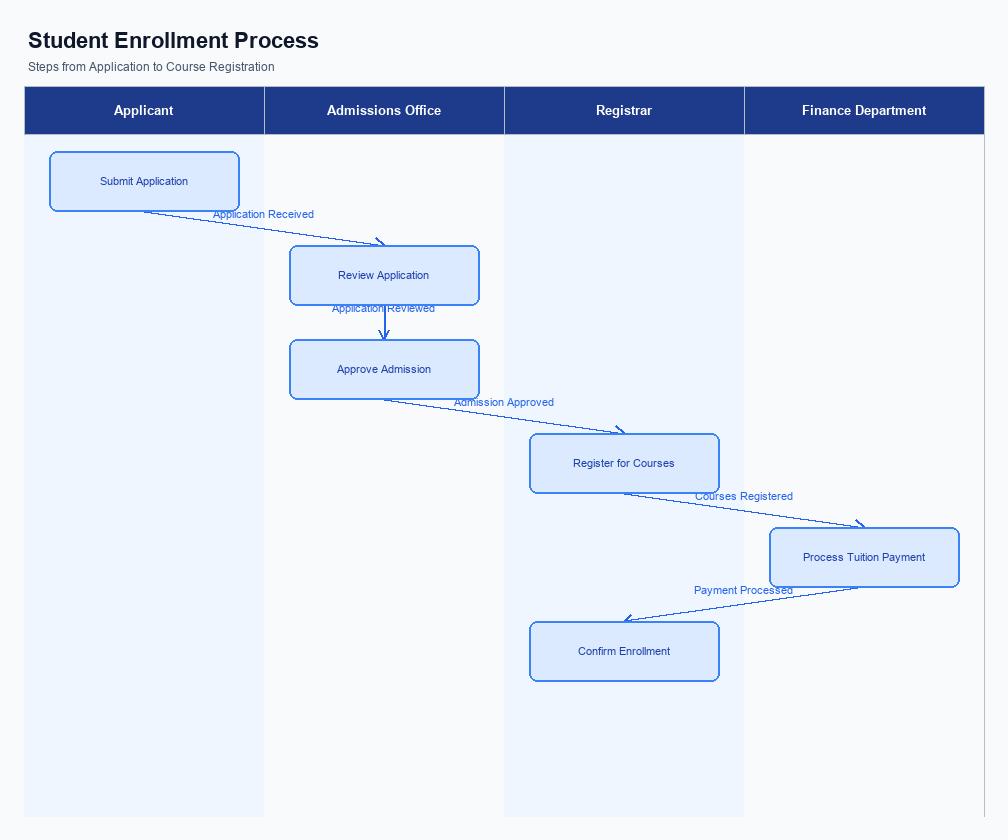 Student Enrollment Process
Steps from Application to Course Registration
Applicant
Admissions Office
Registrar
Finance Department
Submit Application
Application Received
Review Application
Application Reviewed
Approve Admission
Admission Approved
Register for Courses
Courses Registered
Process Tuition Payment
Payment Processed
Confirm Enrollment